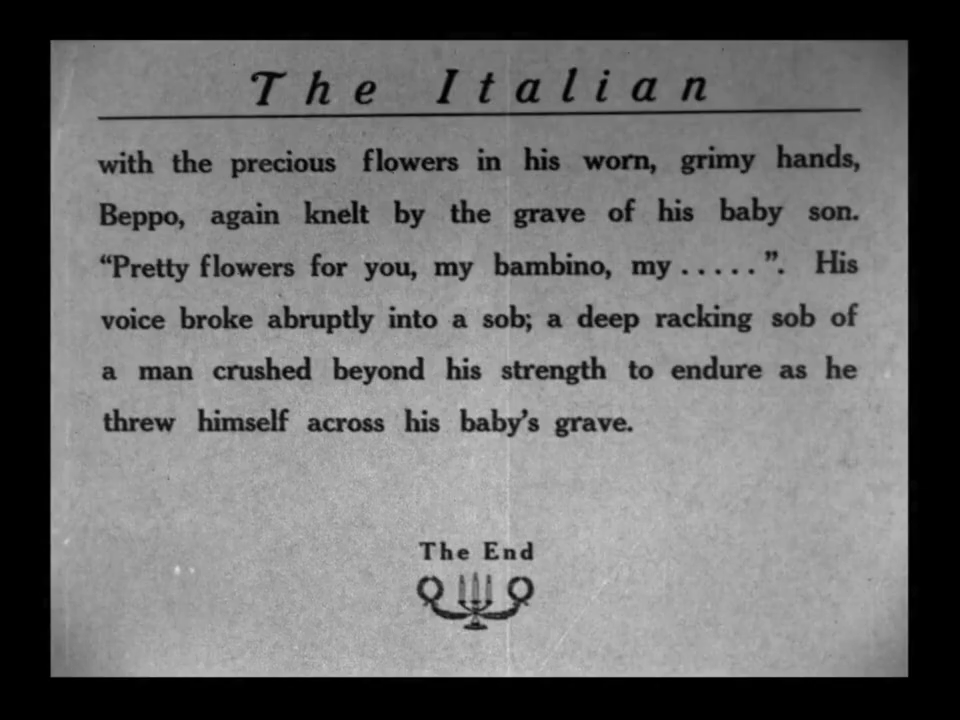 The Italian
with the precious flowers in his worn, grimy hands,
Beppo, again knelt by the grave of his baby son.
“Pretty flowers for you, my bambino, my . . . . . ”. His
voice broke abruptly into a sob; a deep racking sob of
a man crushed beyond his strength to endure as he
threw himself across his baby’s grave.
The End